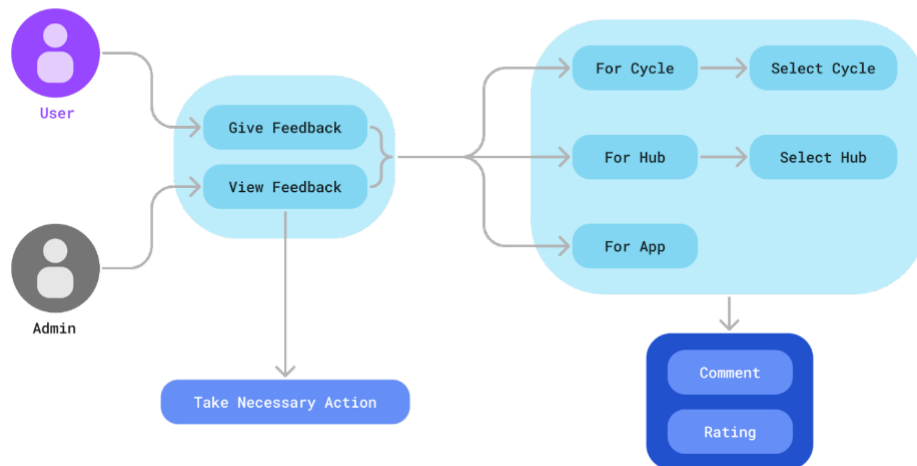 User
Admin
Give Feedback
View Feedback
Take Necessary Action
For Cycle
Select Cycle
For Hub
Select Hub
For App
Comment
Rating